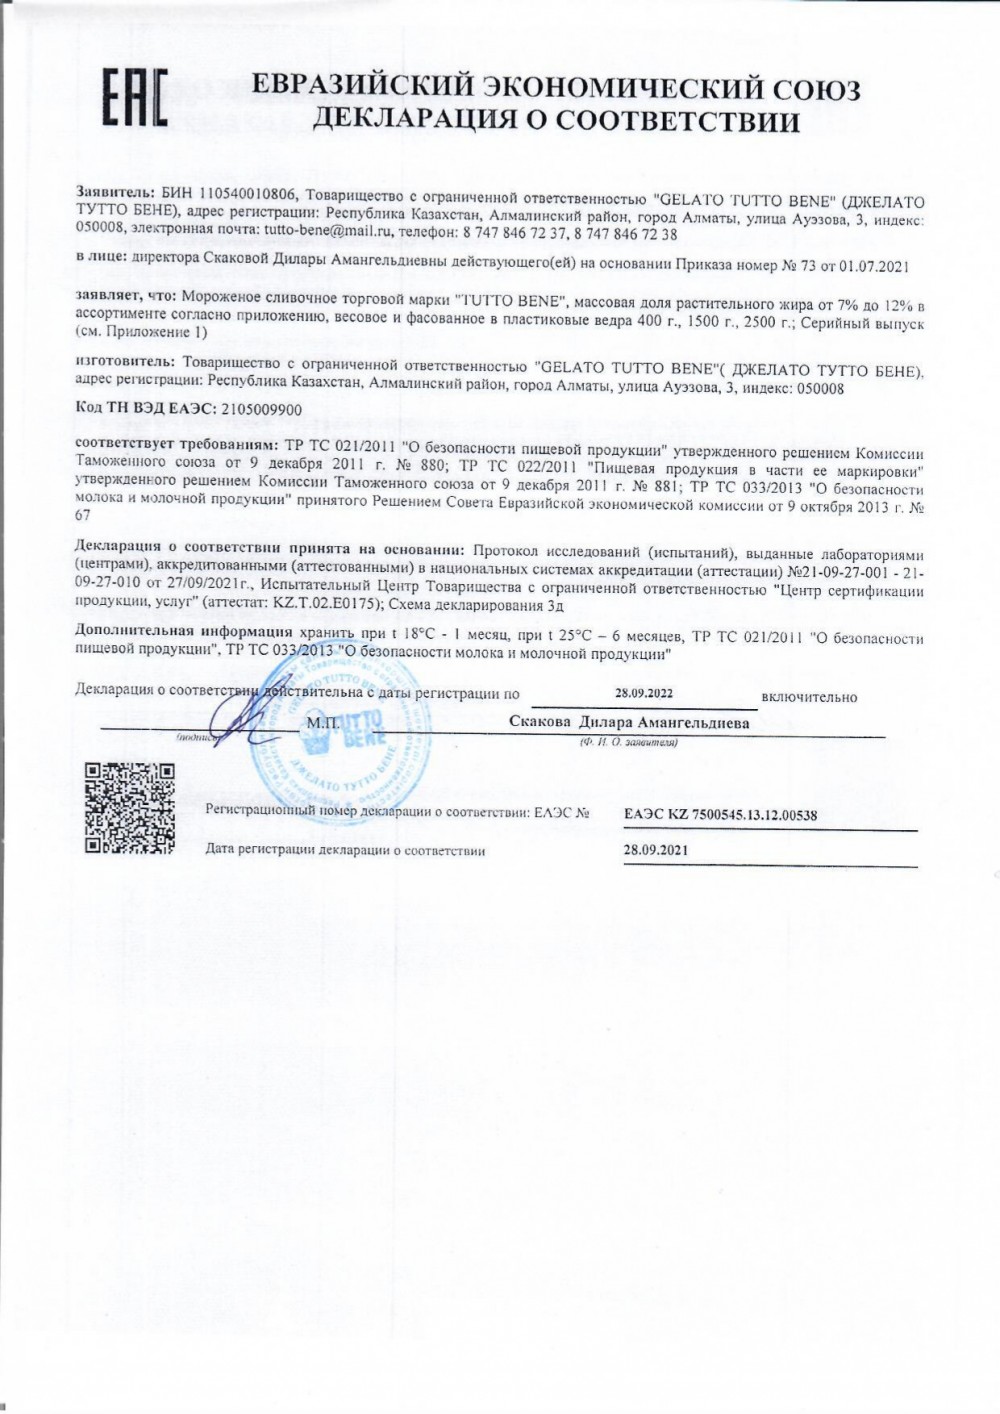 ЕАС
ЕВРАЗИЙСКИЙ ЭКОНОМИЧЕСКИЙ СОЮЗ
ДЕКЛАРАЦИЯ О СООТВЕТСТВИИ
Заявитель: БИН 110540010806, Товарищество с ограниченной ответственностью "GELATO TUTTO BENE" (ДЖЕЛАТО
ТУТТО БЕНЕ), адрес регистрации: Республика Казахстан, Алмалинский район, город Алматы, улица Ауэзова, 3, индекс:
050008, электронная почта: tutto-bene@mail.ru, телефон: 8 747 846 72 37, 8 747 846 72 38
в лице: директора Скаковой Дилары Амангельдиевны действующего(ей) на основании Приказа номер № 73 от 01.07.2021
заявляет, что: Мороженое сливочное торговой марки "TUTTO BENE", массовая доля растительного жира от 7% до 12% в
ассортименте согласно приложению, весовое и фасованное в пластиковые ведра 400 г., 1500 г., 2500 г.; Серийный выпуск
(см. Приложение 1)
изготовитель: Товарищество с ограниченной ответственностью "GELATO TUTTO BENE"( ДЖЕЛАТО ТУТТО БЕНЕ),
адрес регистрации: Республика Казахстан, Алмалинский район, город Алматы, улица Ауэзова, 3, индекс: 050008
Код ТН ВЭД ЕАЭС: 2105009900
соответствует требованиям: ТР ТС 021/2011 "О безопасности пищевой продукции" утвержденного решением Комиссии
Таможенного союза от 9 декабря 2011 г. № 880; ТР ТС 022/2011 "Пищевая продукция в части ее маркировки"
утвержденного решением Комиссии Таможенного союза от 9 декабря 2011 г. № 881; ТР ТС 033/2013 "О безопасности
молока и молочной продукции" принятого Решением Совета Евразийской экономической комиссии от 9 октября 2013 г. №
67
Декларация о соответствии принята на основании: Протокол исследований (испытаний), выданные лабораториями
(центрами), аккредитованными (аттестованными) в национальных системах аккредитации (аттестации) №21-09-27-001 - 21-
09-27-010 от 27/09/2021г., Испытательный Центр Товарищества с ограниченной ответственностью "Центр сертификации
продукции, услуг" (аттестат: KZ.T.02.E0175); Схема декларирования 3д
Дополнительная информация хранить при t 18°С - 1 месяц, при t 25°С – 6 месяцев, ТР ТС 021/2011 "О безопасности
пищевой продукции", ТР ТС 033/2013 "О безопасности молока и молочной продукции"
Декларация о соответствии действительна с даты регистрации по 28.09.2022 включительно
М.П. Скакова Дилара Амангельдиева
(подпись) (Ф. И. О. заявителя)
GELATO TUTTO BENE
TUTTO
BENE
ДЖЕЛАТО ТУТТО БЕНЕ
Регистрационный номер декларации о соответствии: ЕАЭС № ЕАЭС KZ 7500545.13.12.00538
Дата регистрации декларации о соответствии 28.09.2021